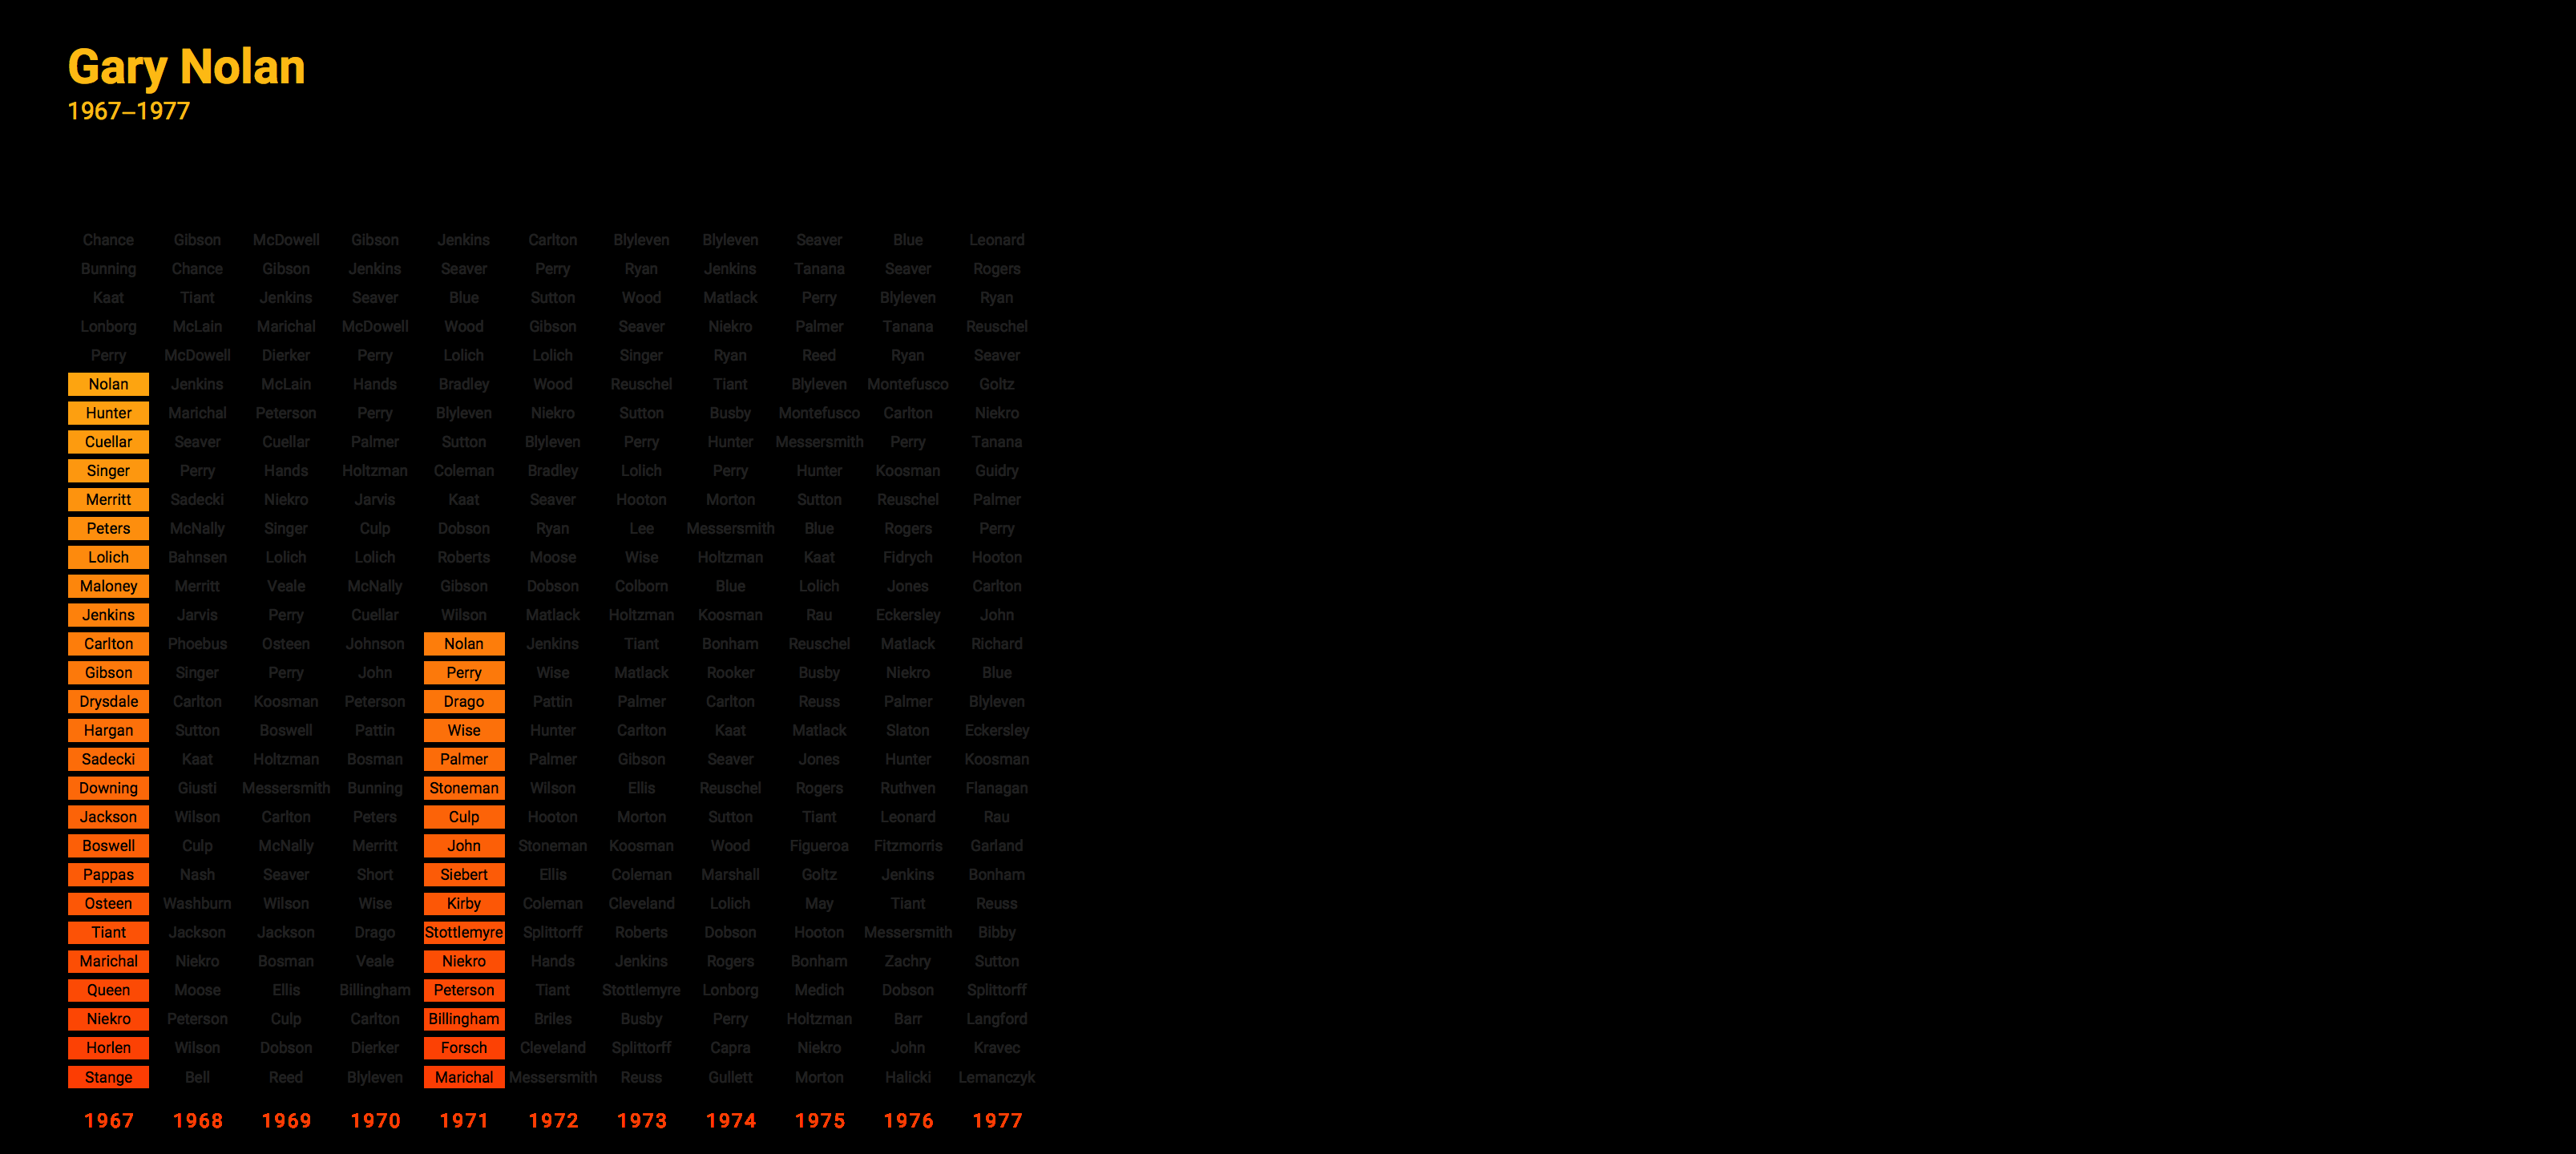 Gary Nolan
1967–1977
Chance Gibson McDowell Gibson Jenkins Carlton Blyleven Blyleven Seaver Blue Leonard
Bunning Chance Gibson Jenkins Seaver Perry Ryan Jenkins Tanana Seaver Rogers
Kaat Tiant Jenkins Seaver Blue Sutton Wood Matlack Perry Blyleven Ryan
Lonborg McLain Marichal McDowell Wood Gibson Seaver Niekro Palmer Tanana Reuschel
Perry McDowell Dierker Perry Lolich Lolich Singer Ryan Reed Ryan Seaver
Nolan Jenkins McLain Hands Bradley Wood Reuschel Tiant Blyleven Montefusco Goltz
Hunter Marichal Peterson Perry Blyleven Niekro Sutton Busby Montefusco Carlton Niekro
Cuellar Seaver Cuellar Palmer Sutton Blyleven Perry Hunter Messersmith Perry Tanana
Singer Perry Hands Holtzman Coleman Bradley Lolich Perry Hunter Koosman Guidry
Merritt Sadecki Niekro Jarvis Kaat Seaver Hooton Morton Sutton Reuschel Palmer
Peters McNally Singer Culp Dobson Ryan Lee Messersmith Blue Rogers Perry
Lolich Bahnsen Lolich Lolich Roberts Moose Wise Holtzman Kaat Fidrych Hooton
Maloney Merritt Veale McNally Gibson Dobson Colborn Blue Lolich Jones Carlton
Jenkins Jarvis Perry Cuellar Wilson Matlack Holtzman Koosman Rau Eckersley John
Carlton Phoebus Osteen Johnson Nolan Jenkins Tiant Bonham Reuschel Matlack Richard
Gibson Singer Perry John Perry Wise Matlack Rooker Busby Niekro Blue
Drysdale Carlton Koosman Peterson Drago Pattin Palmer Carlton Reuss Palmer Blyleven
Hargan Sutton Boswell Pattin Wise Hunter Carlton Kaat Matlack Slaton Eckersley
Sadecki Kaat Holtzman Bosman Palmer Palmer Gibson Seaver Jones Hunter Koosman
Downing Giusti Messersmith Bunning Stoneman Wilson Ellis Reuschel Rogers Ruthven Flanagan
Jackson Wilson Carlton Peters Culp Hooton Morton Sutton Tiant Leonard Rau
Boswell Culp McNally Merritt John Stoneman Koosman Wood Figueroa Fitzmorris Garland
Pappas Nash Seaver Short Siebert Ellis Coleman Marshall Goltz Jenkins Bonham
Osteen Washburn Wilson Wise Kirby Coleman Cleveland Lolich May Tiant Reuss
Tiant Jackson Jackson Drago Stottlemyre Splittorff Roberts Dobson Hooton Messersmith Bibby
Marichal Niekro Bosman Veale Niekro Hands Jenkins Rogers Bonham Zachry Sutton
Queen Moose Ellis Billingham Peterson Tiant Stottlemyre Lonborg Medich Dobson Splittorff
Niekro Peterson Culp Carlton Billingham Briles Busby Perry Holtzman Barr Langford
Horlen Wilson Dobson Dierker Forsch Cleveland Splittorff Capra Niekro John Kravec
Stange Bell Reed Blyleven Marichal Messersmith Reuss Gullett Morton Halicki Lemanczyk
1967 1968 1969 1970 1971 1972 1973 1974 1975 1976 1977